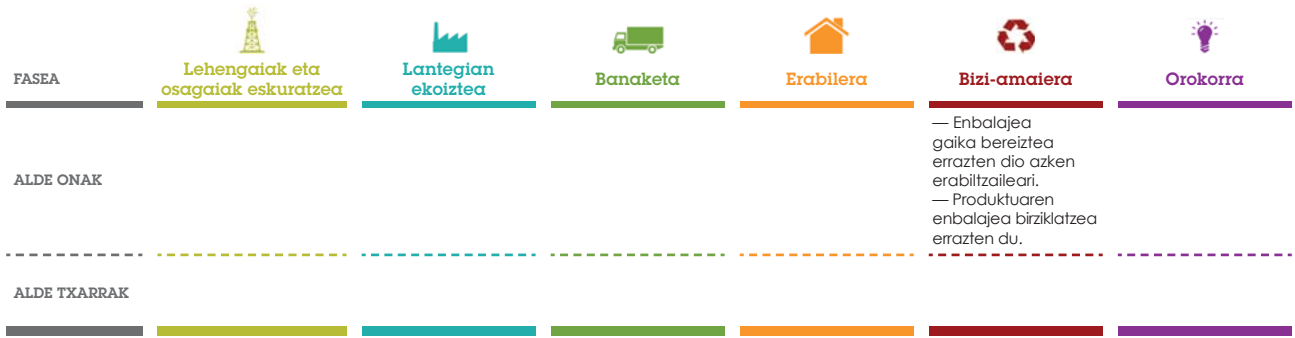 FASEA
Lehengaiak eta
osagaiak eskuratzea
Lantegian
ekoiztea
Banaketa
Erabilera
Bizi-amaiera
Orokorra
ALDE ONAK
— Enbalajea
gaika bereiztea
errazten dio azken
erabiltzaileari.
— Produktuaren
enbalajea birziklatzea
errazten du.
ALDE TXARRAK